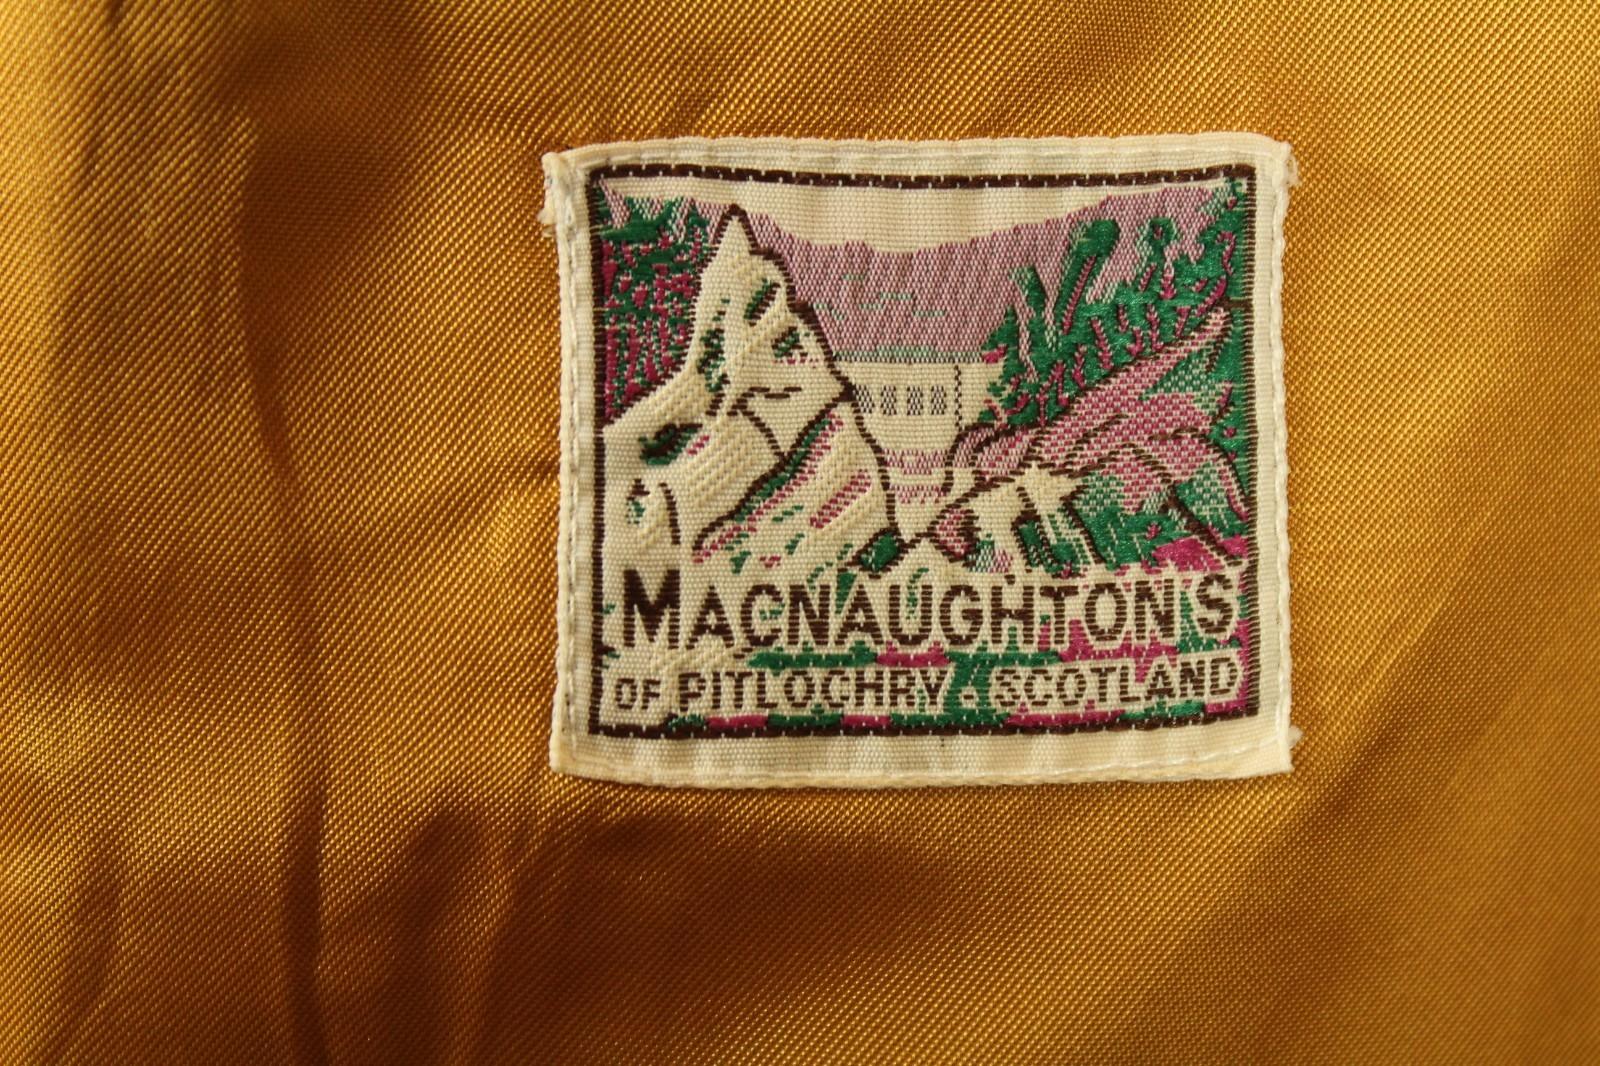 MACNAUGHTON'S
OF PITLOCHRY - SCOTLAND